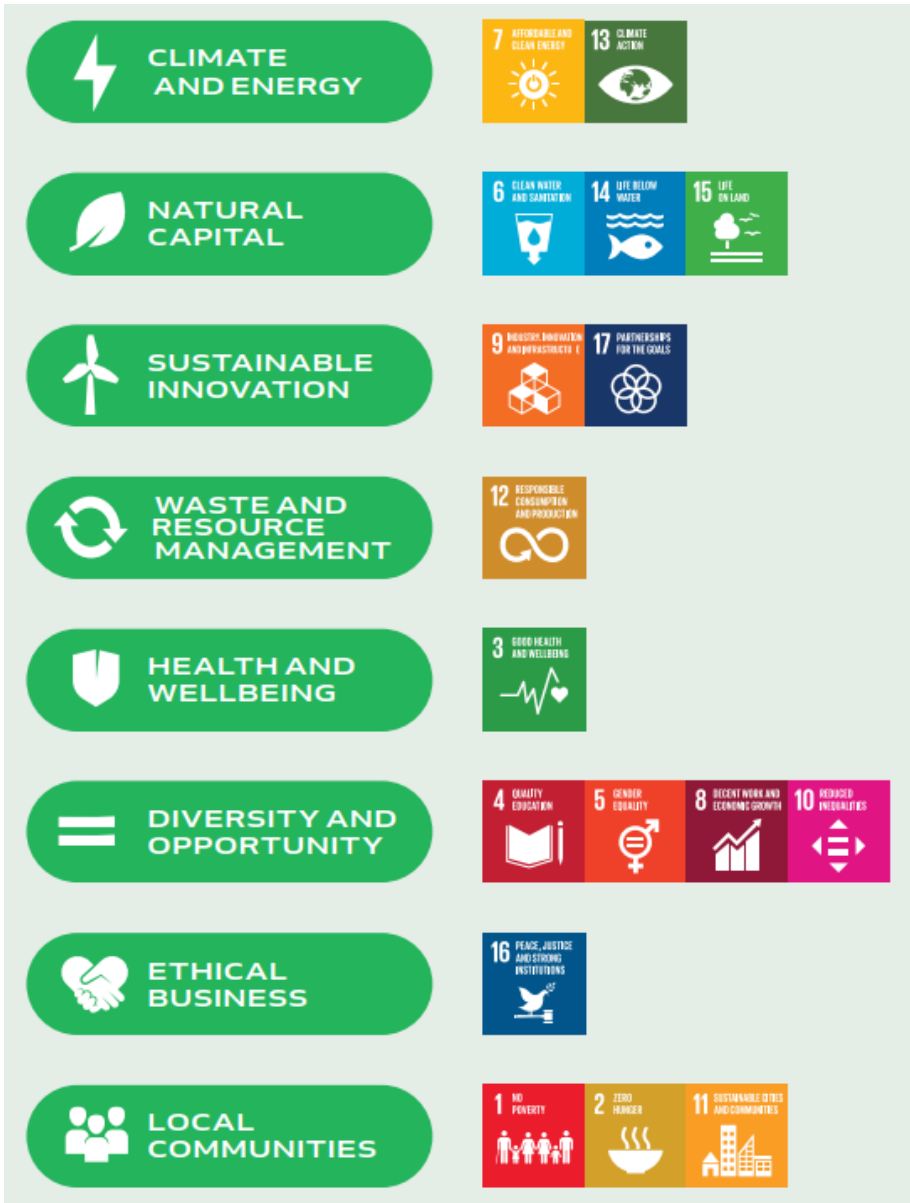 CLIMATE
AND ENERGY
7 AFFORDABLE AND
CLEAN ENERGY
13 CLIMATE
ACTION
NATURAL
CAPITAL
6 CLEAN WATER
AND SANITATION
14 LIFE BELOW
WATER
15 LIFE
ON LAND
SUSTAINABLE
INNOVATION
9 INDUSTRY, INNOVATION
AND INFRASTRUCTU E
17 PARTNERSHIPS
FOR THE GOALS
WASTE AND
RESOURCE
MANAGEMENT
12 RESPONSIBLE
CONSUMPTION
AND PRODUCTION
HEALTH AND
WELLBEING
3 GOOD HEALTH
AND WELLBEING
DIVERSITY AND
OPPORTUNITY
4 QUALITY
EDUCATION
5 GENDER
EQUALITY
8 DECENT WORK AND
ECONOMIC GROWTH
10 REDUCED
INEQUALITIES
ETHICAL
BUSINESS
16 PEACE, JUSTICE
AND STRONG
INSTITUTIONS
LOCAL
COMMUNITIES
1 NO
POVERTY
2 ZERO
HUNGER
11 SUSTAINABLE CITIES
AND COMMUNITIES